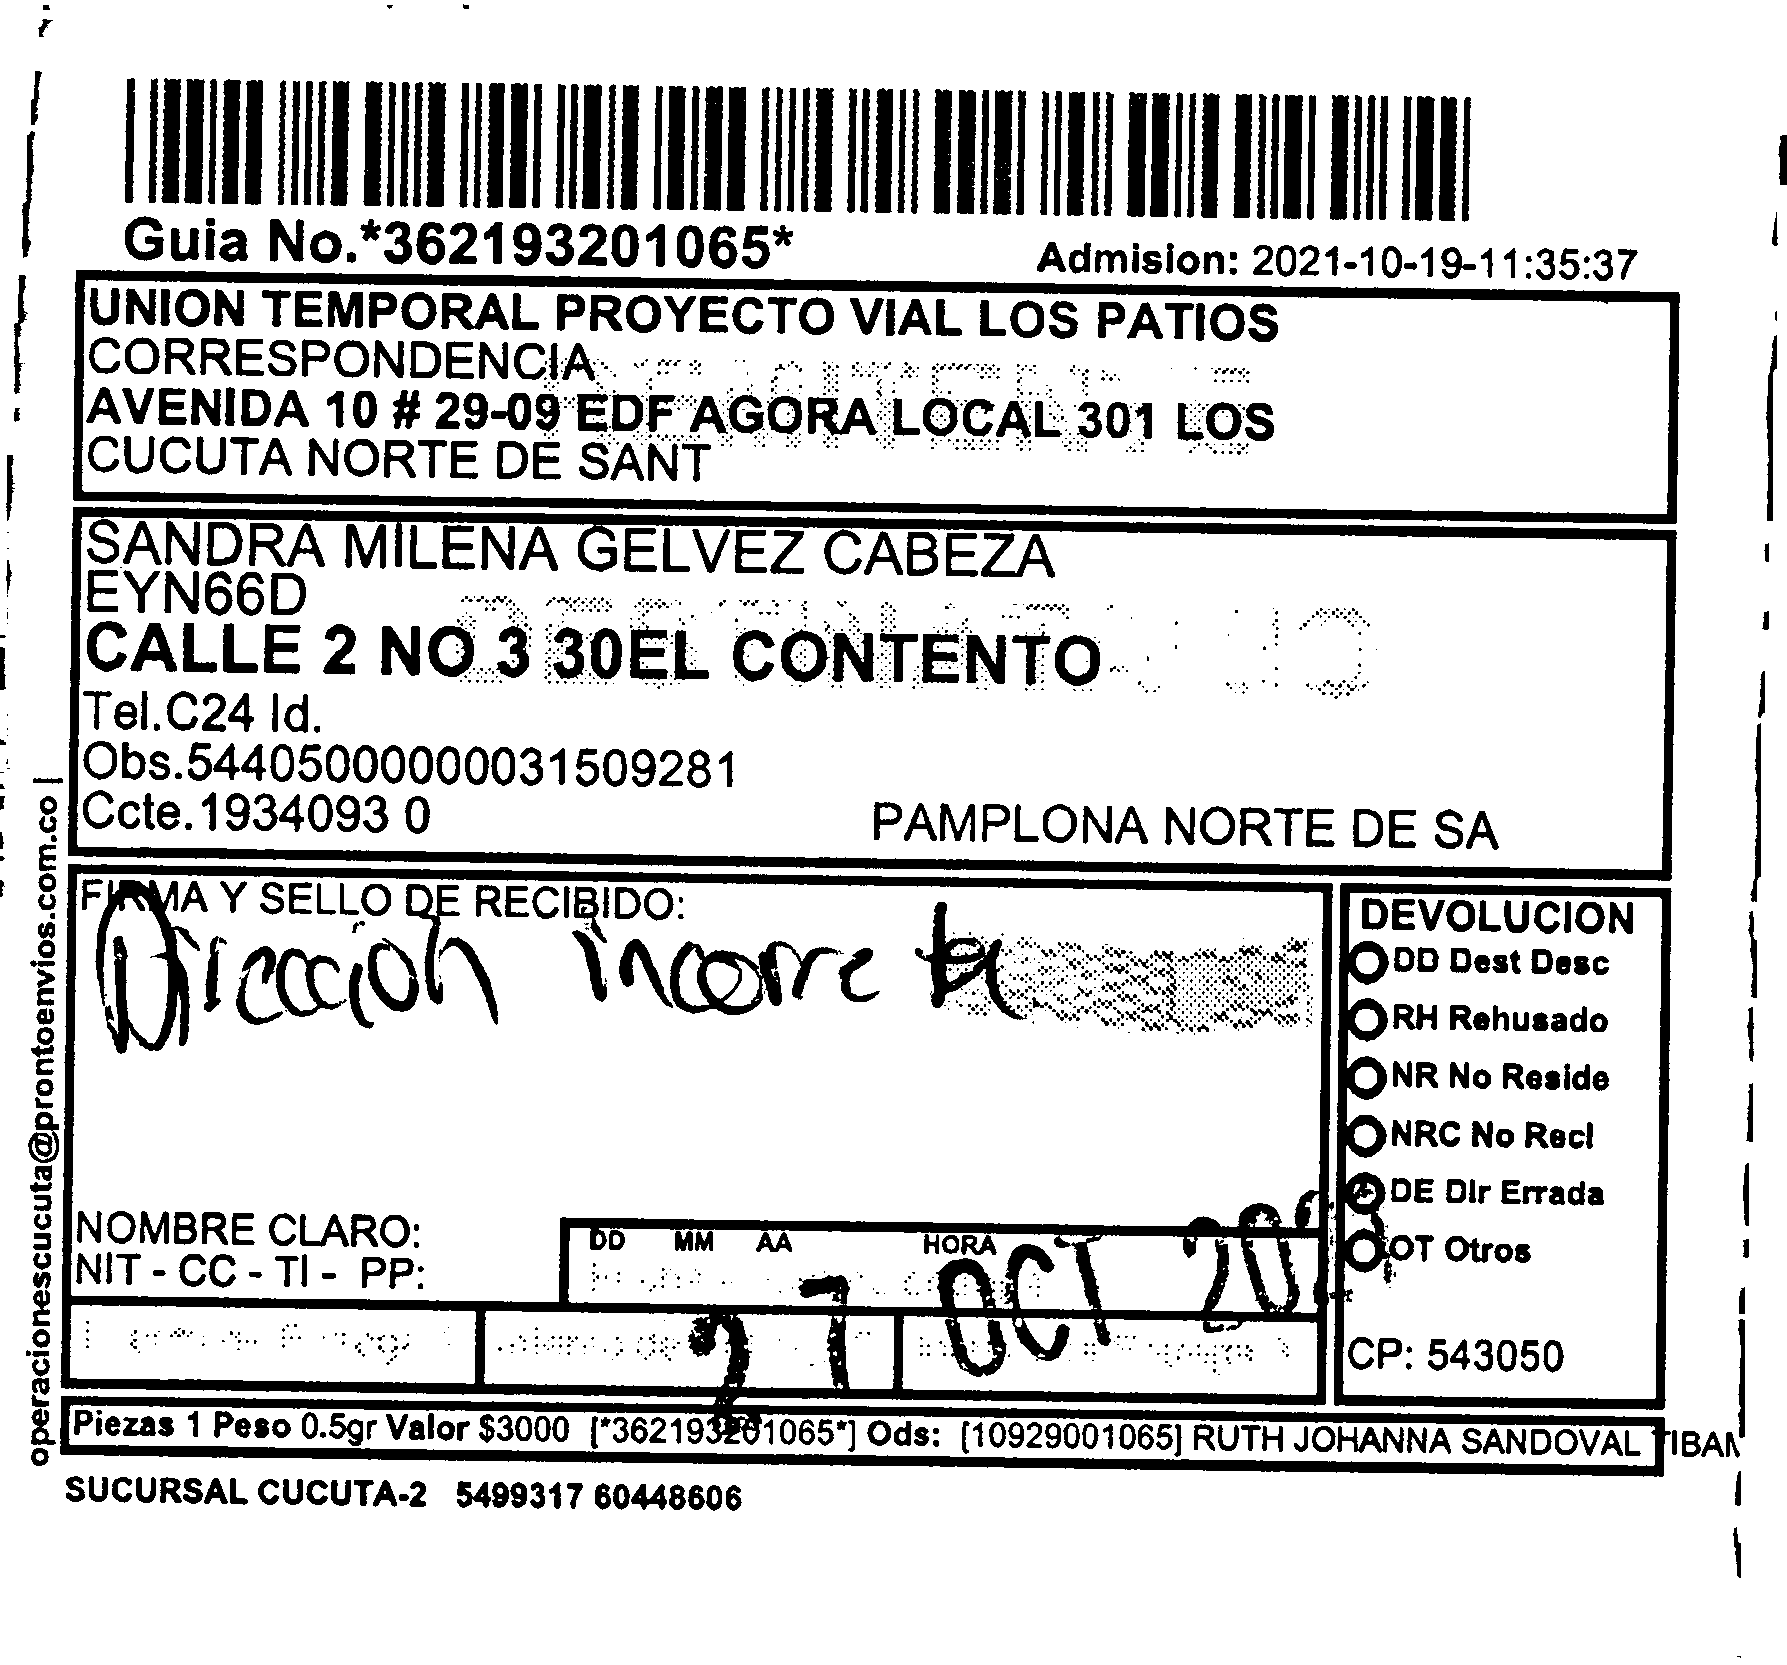 Guia No.*362193201065*
Admision: 2021-10-19-11:35:37
UNION TEMPORAL PROYECTO VIAL LOS PATIOS
CORRESPONDENCIA
AVENIDA 10 # 29-09 EDF AGORA LOCAL 301 LOS
CUCUTA NORTE DE SANT
SANDRA MILENA GELVEZ CABEZA
EYN66D
CALLE 2 NO 3 30EL CONTENTO
DESTINATARIO
Tel.C24 Id.
Obs.544050000000031509281
Ccte.1934093 0
PAMPLONA NORTE DE SA
FIRMA Y SELLO DE RECIBIDO:
Direccion incorrecta
DEVOLUCION
DD Dest Desc
RH Rehusado
NR No Reside
NRC No Recl
DE Dir Errada
OT Otros
CP: 543050
NOMBRE CLARO:
NIT - CC - TI - PP:
DD MM AA HORA
27 OCT
Piezas 1 Peso 0.5gr Valor $3000 [*362193201065*] Ods: [10929001065] RUTH JOHANNA SANDOVAL
SUCURSAL CUCUTA-2 5499317 60448606
operacionescucuta@prontoenvios.com.co |